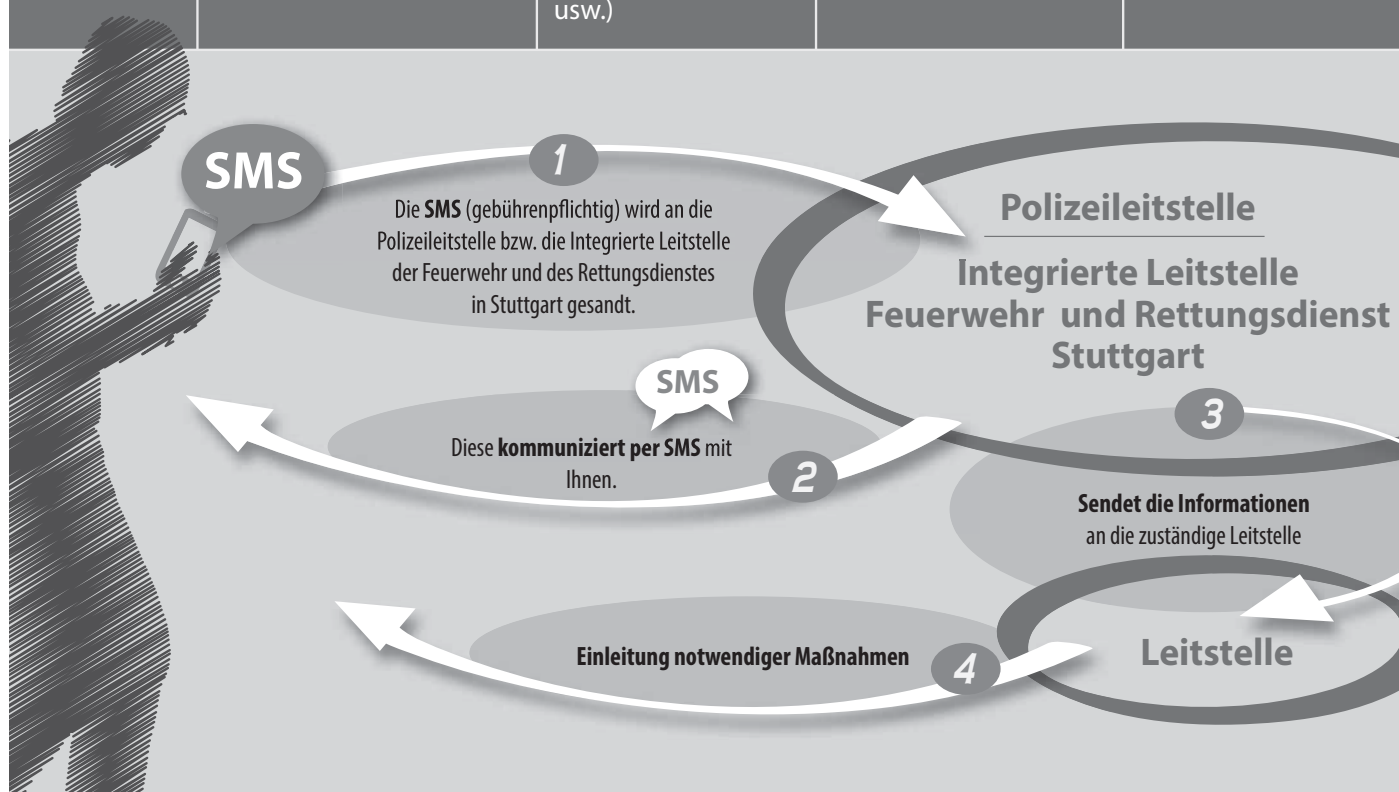 usw.)
SMS
1
Die SMS (gebührenpflichtig) wird an die
Polizeileitstelle bzw. die Integrierte Leitstelle
der Feuerwehr und des Rettungsdienstes
in Stuttgart gesandt.
Polizeileitstelle
Integrierte Leitstelle
Feuerwehr und Rettungsdienst
Stuttgart
SMS
Diese kommuniziert per SMS mit
Ihnen.
2
3
Sendet die Informationen
an die zuständige Leitstelle
Einleitung notwendiger Maßnahmen
4
Leitstelle